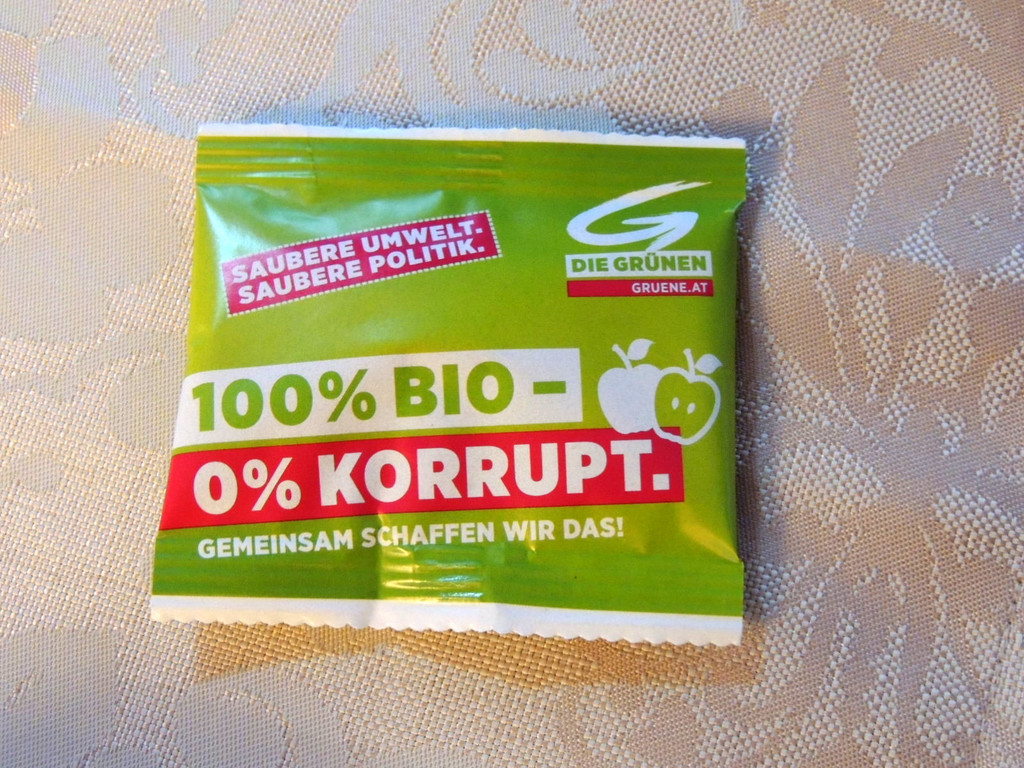 SAUBERE UMWELT-
SAUBERE POLITIK.
G
DIE GRÜNEN
GRUENE.AT
100% BIO –
0% KORRUPT.
GEMEINSAM SCHAFFEN WIR DAS!